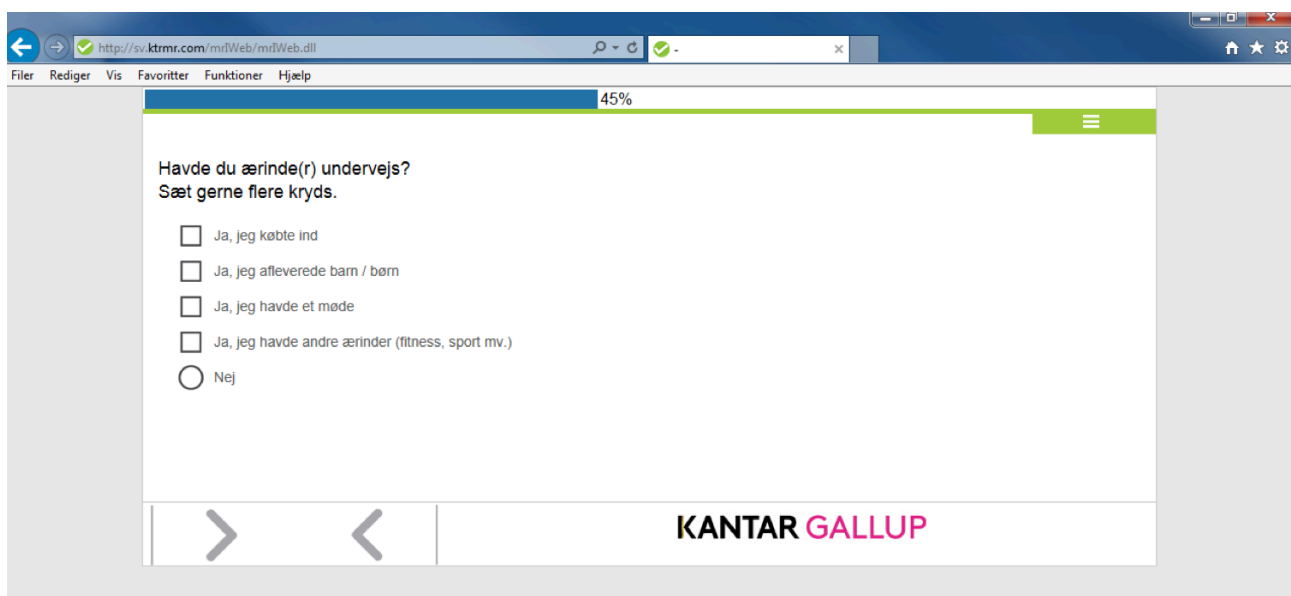 http://sv.ktrmr.com/mrIWeb/mrIWeb.dll
-
Filer Rediger Vis Favoritter Funktioner Hjælp
45%
Havde du ærinde(r) undervejs?
Sæt gerne flere kryds.
Ja, jeg købte ind
Ja, jeg afleverede barn / børn
Ja, jeg havde et møde
Ja, jeg havde andre ærinder (fitness, sport mv.)
Nej
KANTAR GALLUP